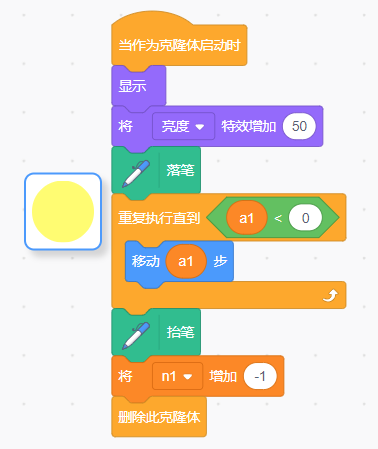 当作为克隆体启动时
显示
将 亮度 特效增加 50
落笔
重复执行直到 a1 < 0
移动 a1 步
抬笔
将 n1 增加 -1
删除此克隆体